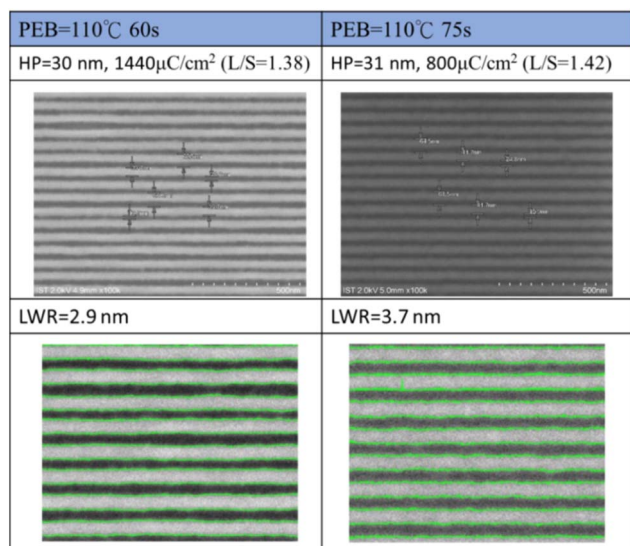 PEB=110℃ 60s
PEB=110℃ 75s
HP=30 nm, 1440μC/cm² (L/S=1.38)
HP=31 nm, 800μC/cm² (L/S=1.42)
IST 2.0kV 4.9mm x100k
500nm
IST 2.0kV 5.0mm x100k
500nm
LWR=2.9 nm
LWR=3.7 nm